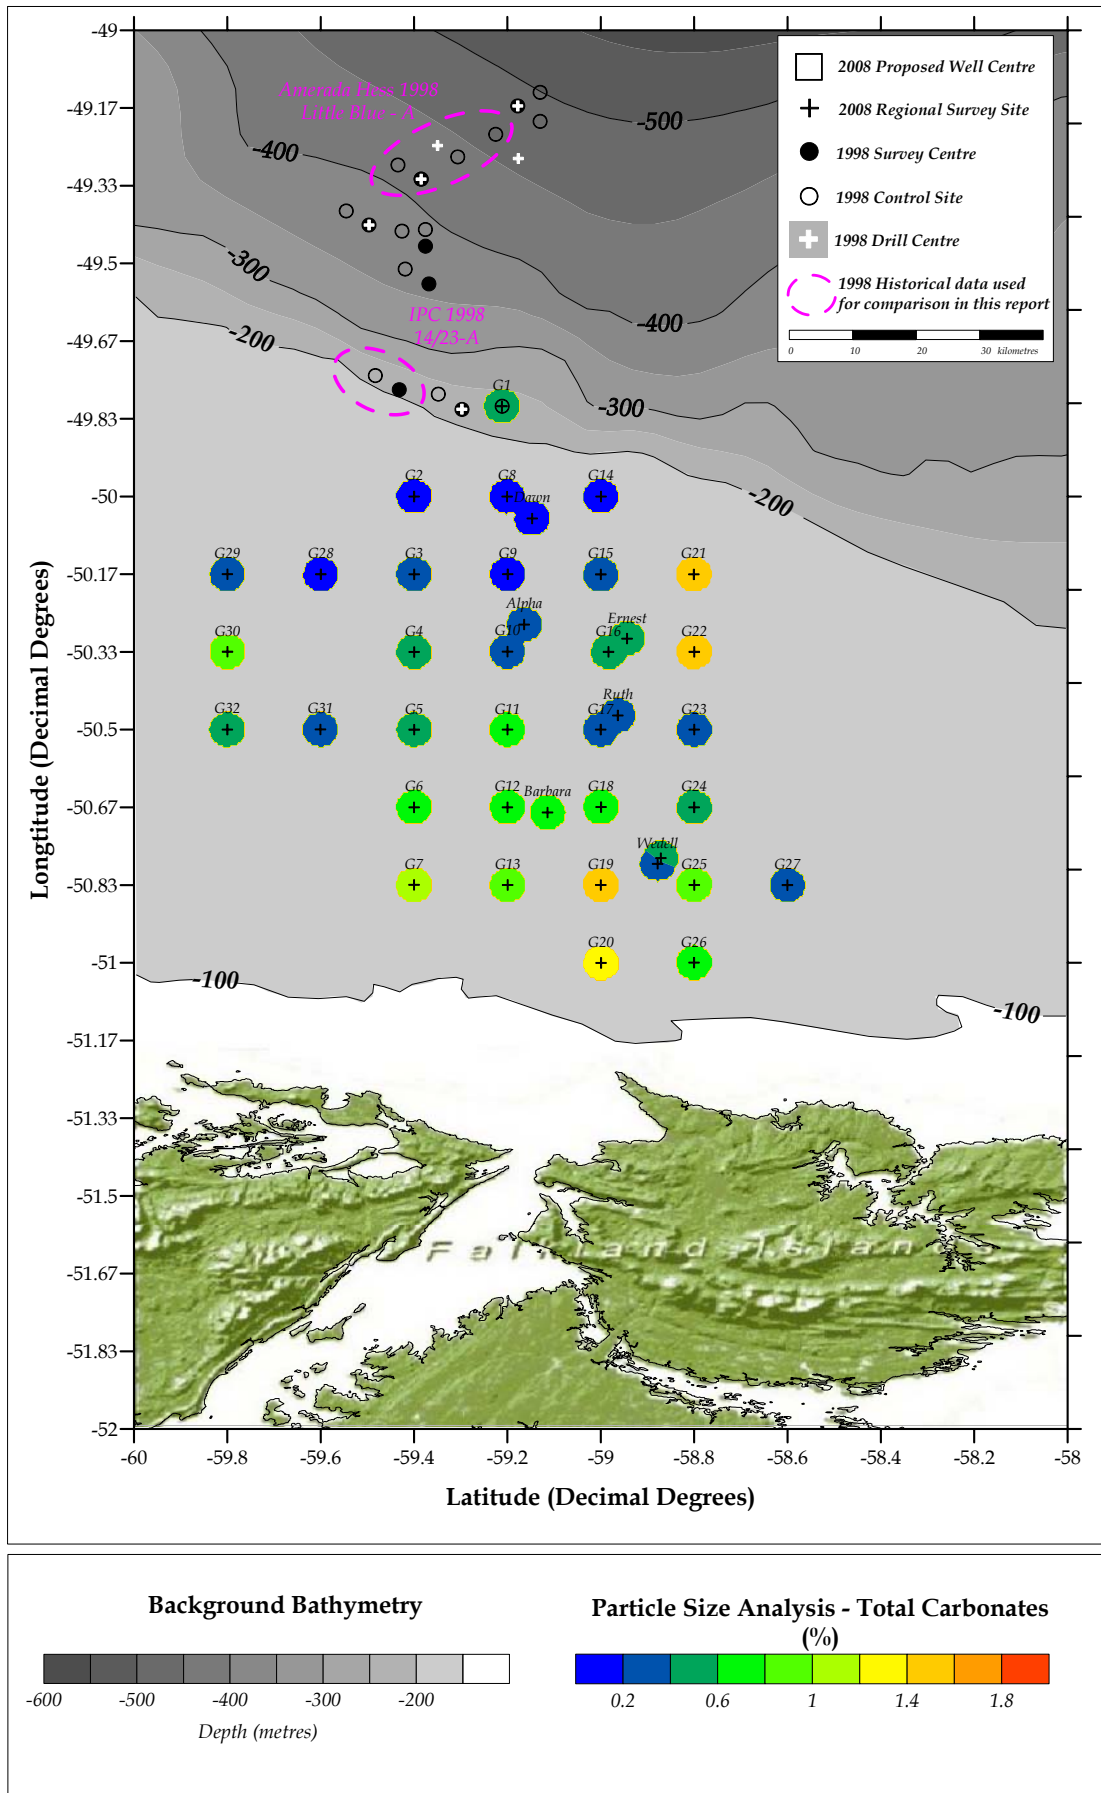 -49
-49.17
-49.33
-49.5
-49.67
-49.83
-50
-50.17
-50.33
-50.5
-50.67
-50.83
-51
-51.17
-51.33
-51.5
-51.67
-51.83
-52
Longtitude (Decimal Degrees)
Amerada Hess 1998
Little Blue - A
-500
-400
-300
-200
IPC 1998
14/23-A
-400
-300
-200
2008 Proposed Well Centre
2008 Regional Survey Site
1998 Survey Centre
1998 Control Site
1998 Drill Centre
1998 Historical data used
for comparison in this report
0 10 20 30 kilometres
G1
G2 G8 G14
Dawn
G29 G28 G3 G9 G15 G21
Alpha Ernest
G30 G4 G10 G16 G22
Ruth
G32 G31 G5 G11 G17 G23
G6 G12 Barbara G18 G24
Wedell
G7 G13 G19 G25 G27
G20 G26
-100
-100
Falkland Islands
-60 -59.8 -59.6 -59.4 -59.2 -59 -58.8 -58.6 -58.4 -58.2 -58
Latitude (Decimal Degrees)
Background Bathymetry
-600 -500 -400 -300 -200
Depth (metres)
Particle Size Analysis - Total Carbonates
(%)
0.2 0.6 1 1.4 1.8